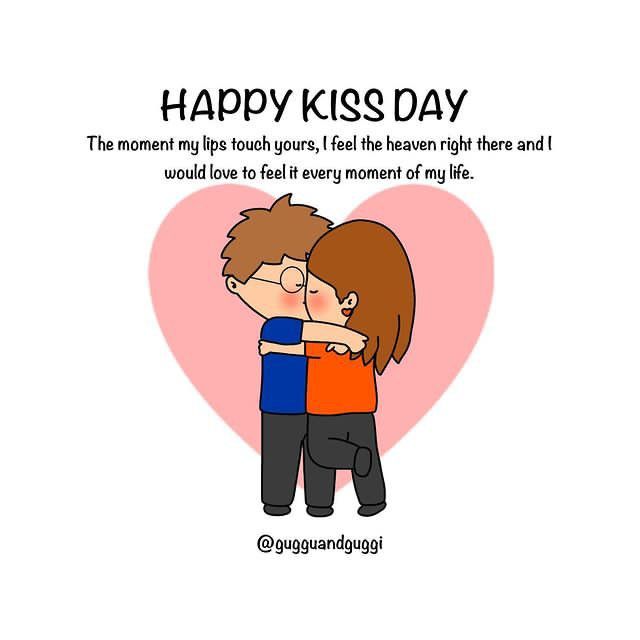 HAPPY KISS DAY
The moment my lips touch yours, I feel the heaven right there and I
would love to feel it every moment of my life.
@gugguandguggi